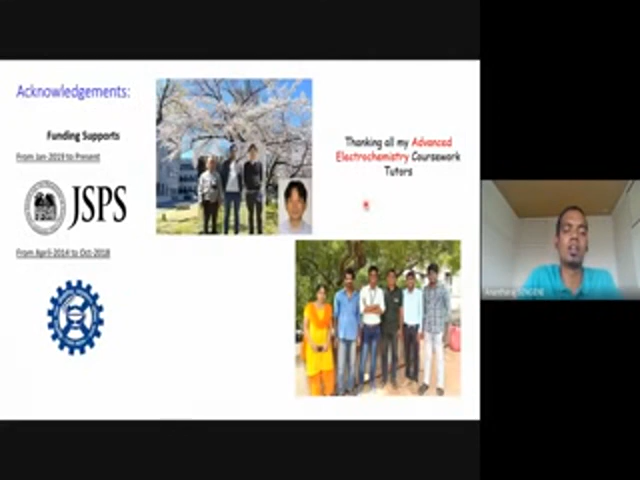 Acknowledgements:
Funding Supports
From Jan-2019 to Present
JSPS
From April-2014 to Oct-2018
Thanking all my Advanced
Electrochemistry Coursework
Tutors